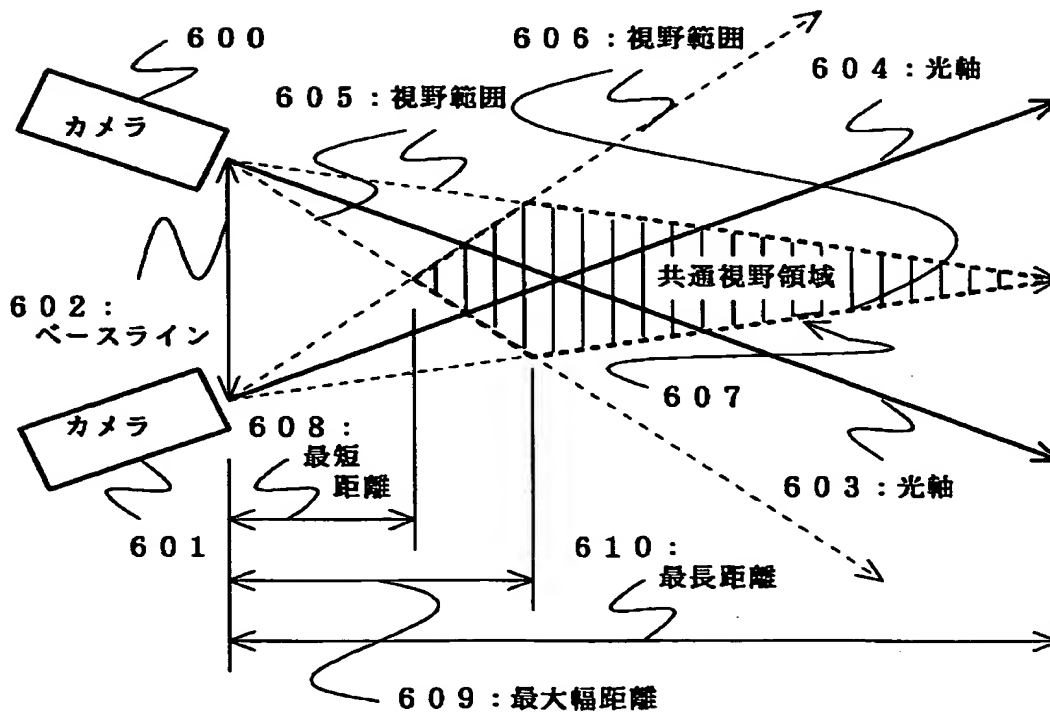 600
606：視野範囲
604：光軸
カメラ
605：視野範囲
共通視野領域
602：
ベースライン
カメラ
608：
最短
距離
607
603：光軸
601
610：
最長距離
609：最大幅距離